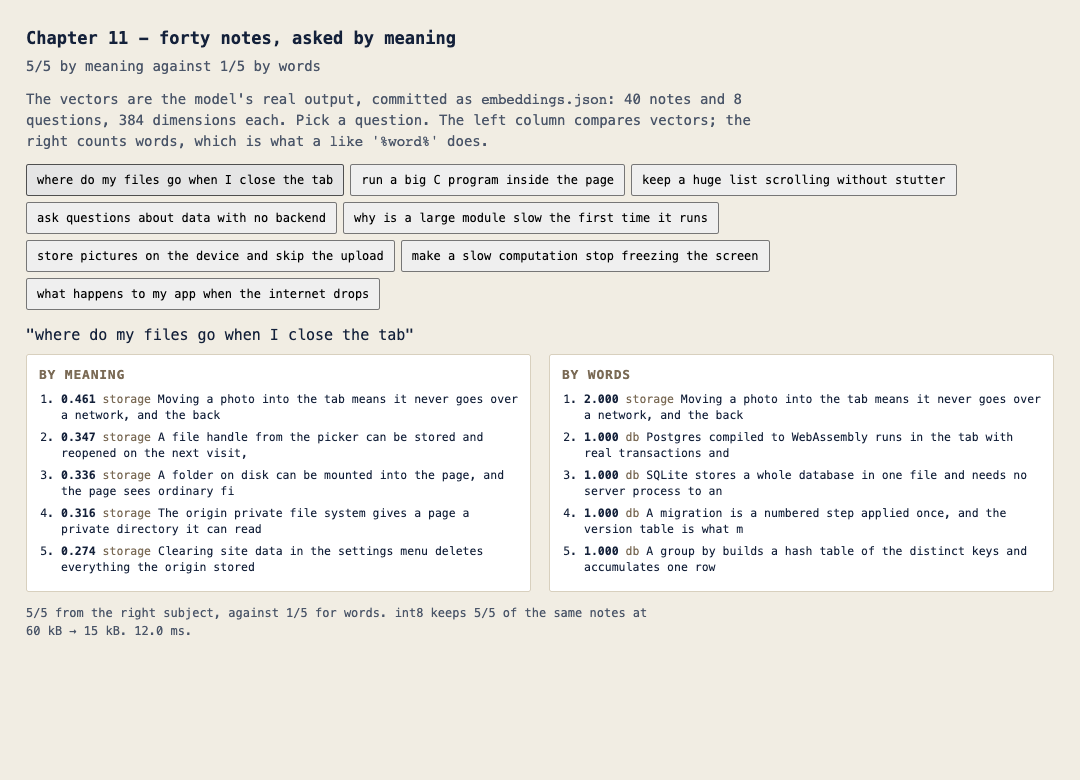 Chapter 11 — forty notes, asked by meaning
5/5 by meaning against 1/5 by words
The vectors are the model's real output, committed as embeddings.json: 40 notes and 8
questions, 384 dimensions each. Pick a question. The left column compares vectors; the
right counts words, which is what a like '%word%' does.
where do my files go when I close the tab
run a big C program inside the page
keep a huge list scrolling without stutter
ask questions about data with no backend
why is a large module slow the first time it runs
store pictures on the device and skip the upload
make a slow computation stop freezing the screen
what happens to my app when the internet drops
"where do my files go when I close the tab"
BY MEANING
1. 0.461 storage Moving a photo into the tab means it never goes over
a network, and the back
2. 0.347 storage A file handle from the picker can be stored and
reopened on the next visit,
3. 0.336 storage A folder on disk can be mounted into the page, and
the page sees ordinary fi
4. 0.316 storage The origin private file system gives a page a
private directory it can read
5. 0.274 storage Clearing site data in the settings menu deletes
everything the origin stored
BY WORDS
1. 2.000 storage Moving a photo into the tab means it never goes over
a network, and the back
2. 1.000 db Postgres compiled to WebAssembly runs in the tab with
real transactions and
3. 1.000 db SQLite stores a whole database in one file and needs no
server process to an
4. 1.000 db A migration is a numbered step applied once, and the
version table is what m
5. 1.000 db A group by builds a hash table of the distinct keys and
accumulates one row
5/5 from the right subject, against 1/5 for words. int8 keeps 5/5 of the same notes at
60 kB → 15 kB. 12.0 ms.